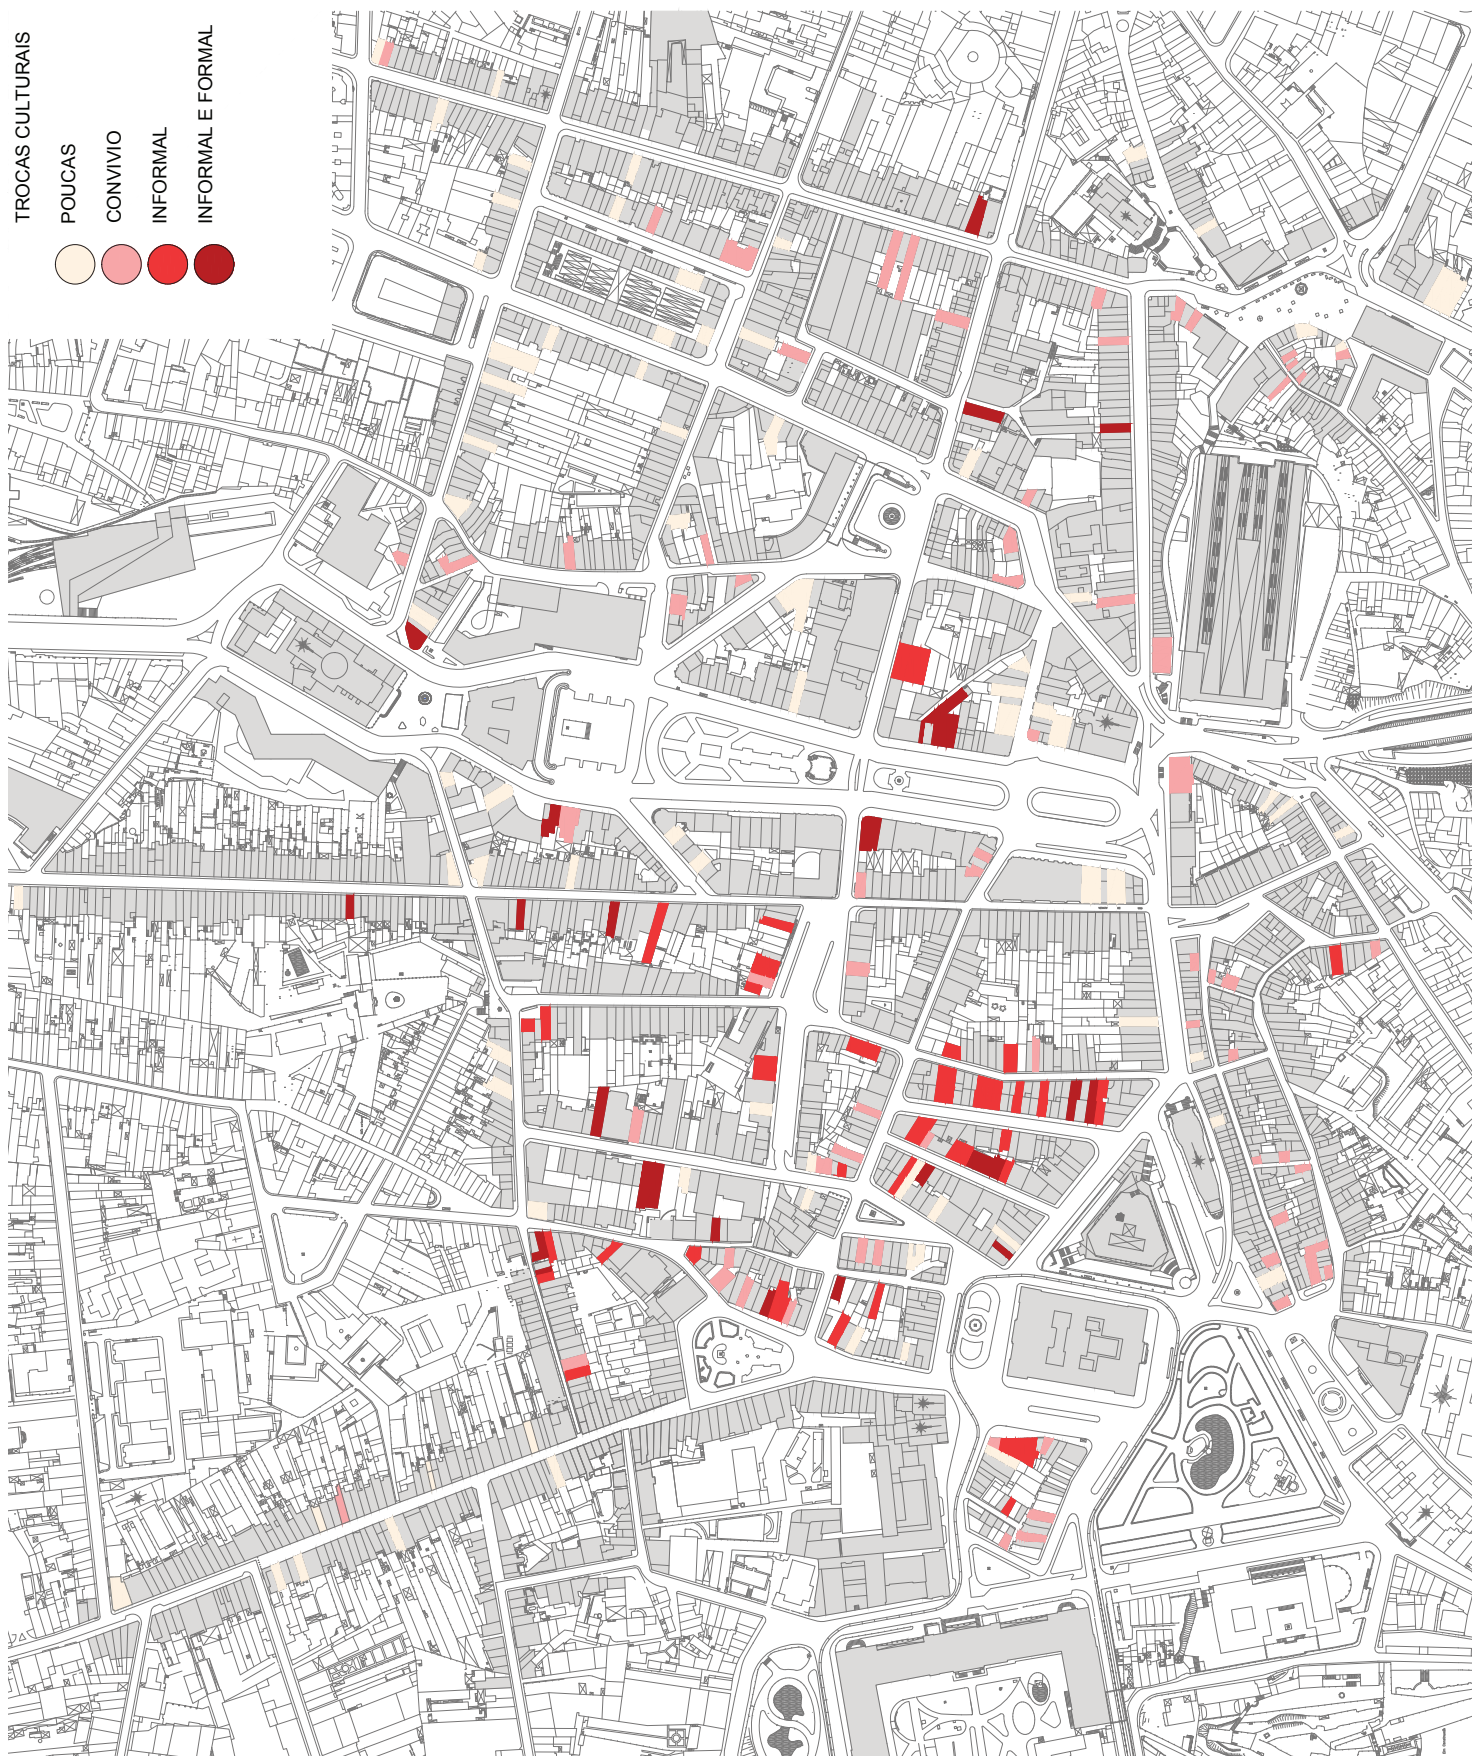 TROCAS CULTURAIS
POUCAS
CONVIVIO
INFORMAL
INFORMAL E FORMAL